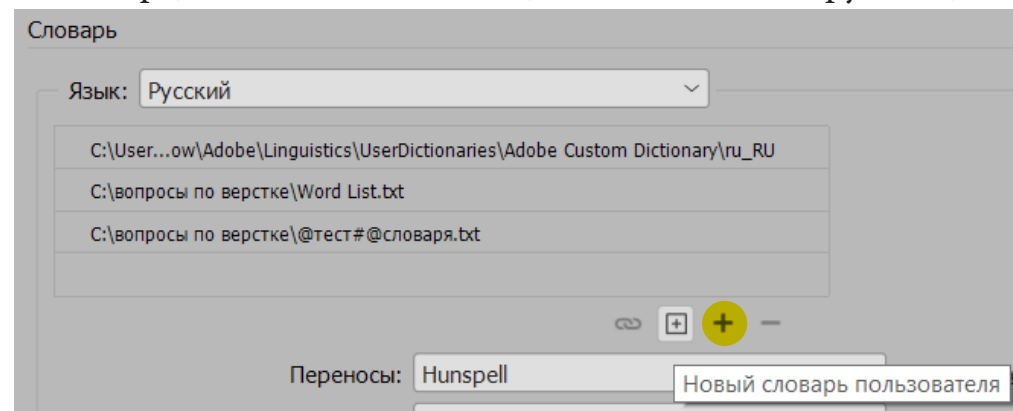 Словарь
Язык: Русский
C:\User...ow\Adobe\Linguistics\UserDictionaries\Adobe Custom Dictionary\ru_RU
C:\вопросы по верстке\Word List.txt
C:\вопросы по верстке\@тест#@словаря.txt
Переносы: Hunspell
Новый словарь пользователя